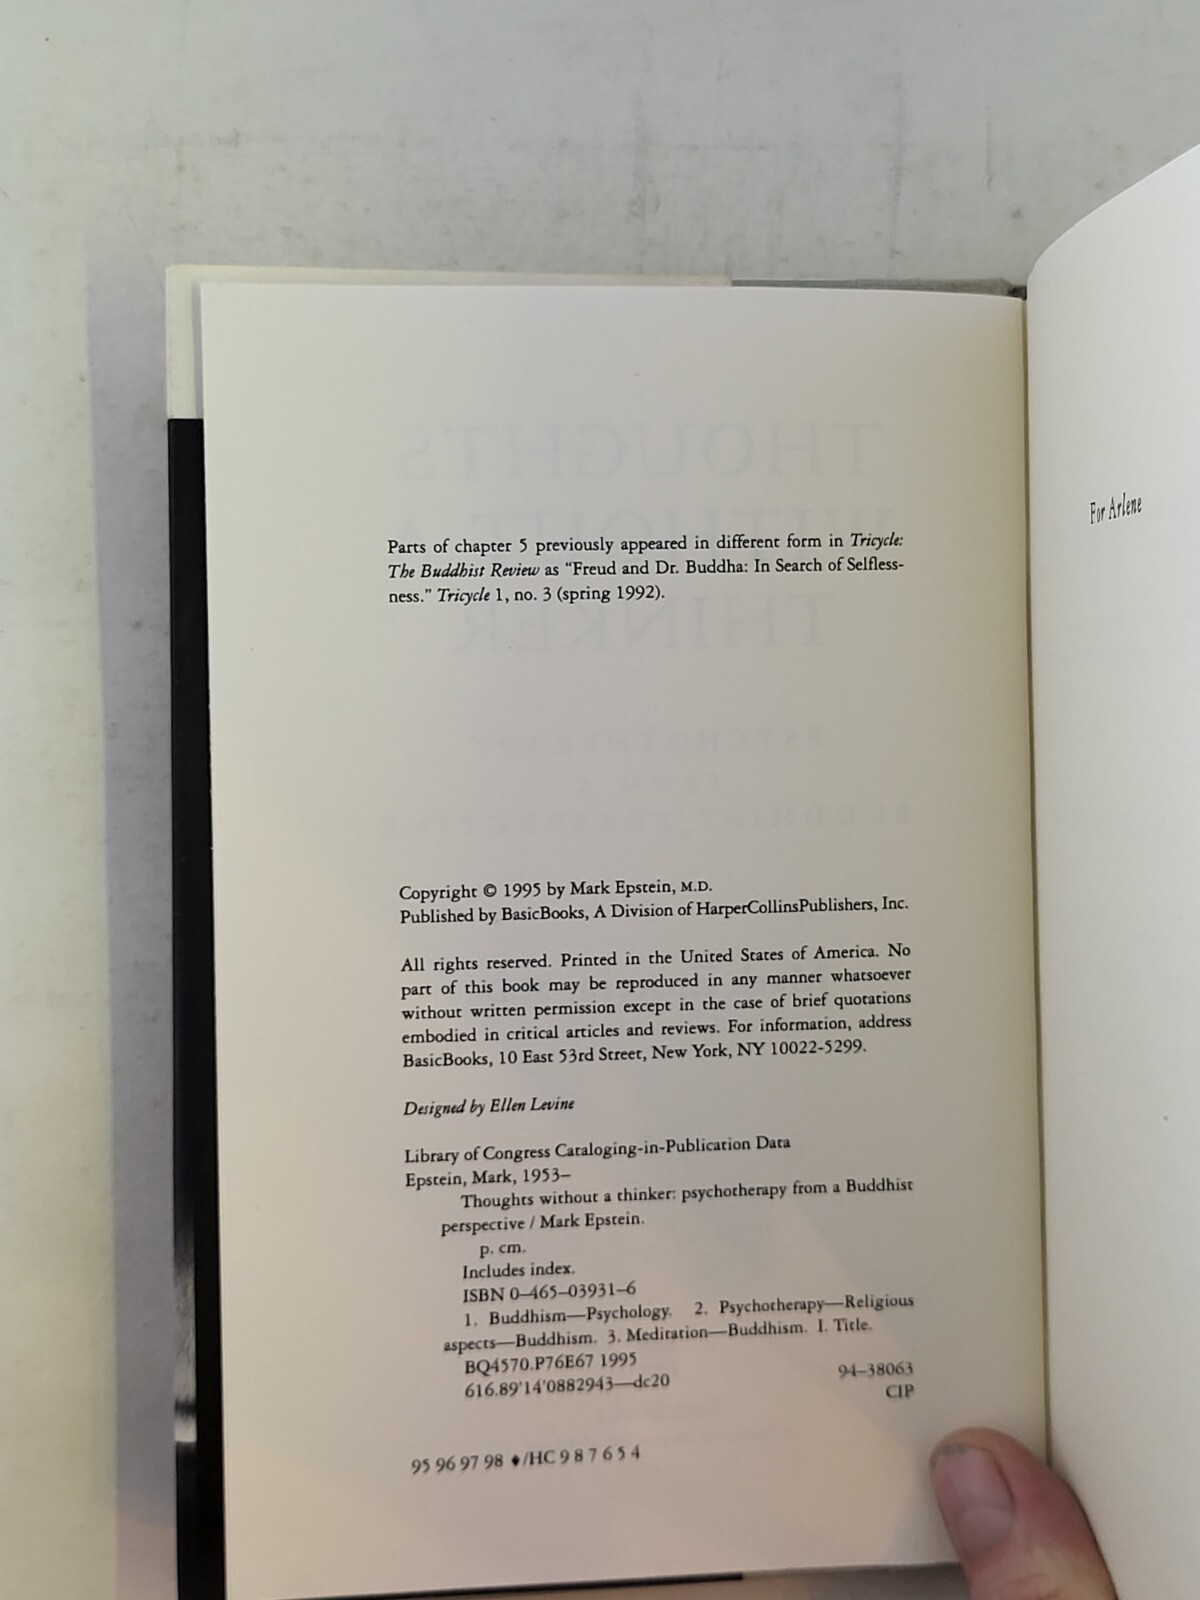 Parts of chapter 5 previously appeared in different form in Tricycle:
The Buddhist Review as “Freud and Dr. Buddha: In Search of Selfless-
ness.” Tricycle 1, no. 3 (spring 1992).
Copyright © 1995 by Mark Epstein, M.D.
Published by BasicBooks, A Division of HarperCollinsPublishers, Inc.
All rights reserved. Printed in the United States of America. No
part of this book may be reproduced in any manner whatsoever
without written permission except in the case of brief quotations
embodied in critical articles and reviews. For information, address
BasicBooks, 10 East 53rd Street, New York, NY 10022-5299.
Designed by Ellen Levine
Library of Congress Cataloging-in-Publication Data
Epstein, Mark, 1953–
Thoughts without a thinker: psychotherapy from a Buddhist
perspective / Mark Epstein.
p. cm.
Includes index.
ISBN 0–465–03931–6
1. Buddhism—Psychology. 2. Psychotherapy—Religious
aspects—Buddhism. 3. Meditation—Buddhism. I. Title.
BQ4570.P76E67 1995
616.89'14'0882943—dc20 94–38063
CIP
95 96 97 98 ♦/HC 9 8 7 6 5 4
For Arlene
THOUGHTS
THINKER